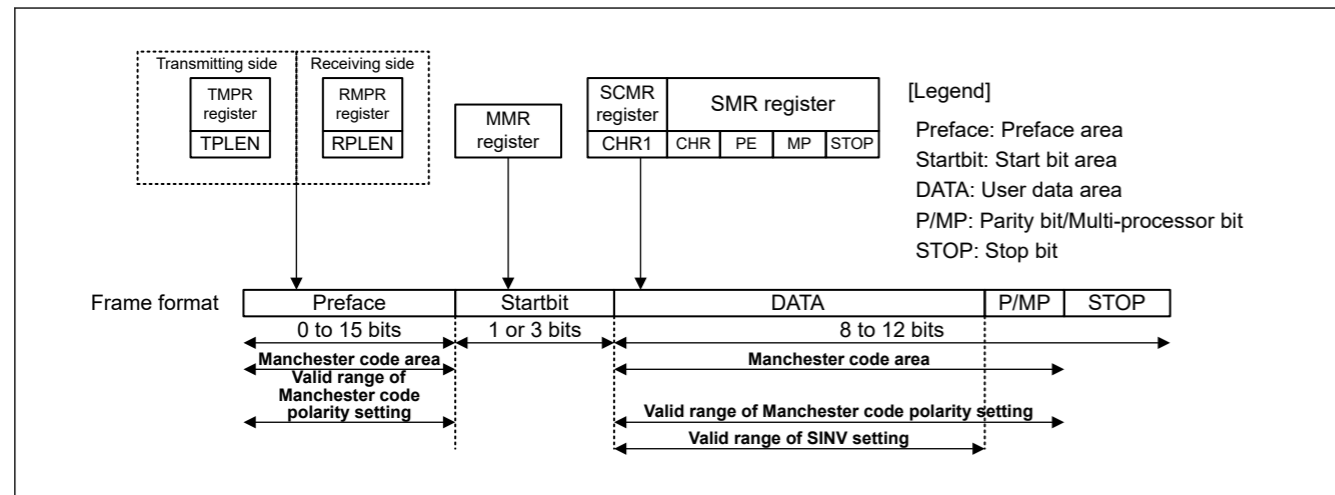 Transmitting side
Receiving side
TMPR
register
TPLEN
RMPR
register
RPLEN
MMR
register
SCMR
register
CHR1
SMR register
CHR
PE
MP
STOP
[Legend]
Preface: Preface area
Startbit: Start bit area
DATA: User data area
P/MP: Parity bit/Multi-processor bit
STOP: Stop bit
Frame format
Preface
Startbit
DATA
P/MP
STOP
0 to 15 bits
1 or 3 bits
8 to 12 bits
Manchester code area
Valid range of
Manchester code
polarity setting
Manchester code area
Valid range of Manchester code polarity setting
Valid range of SINV setting